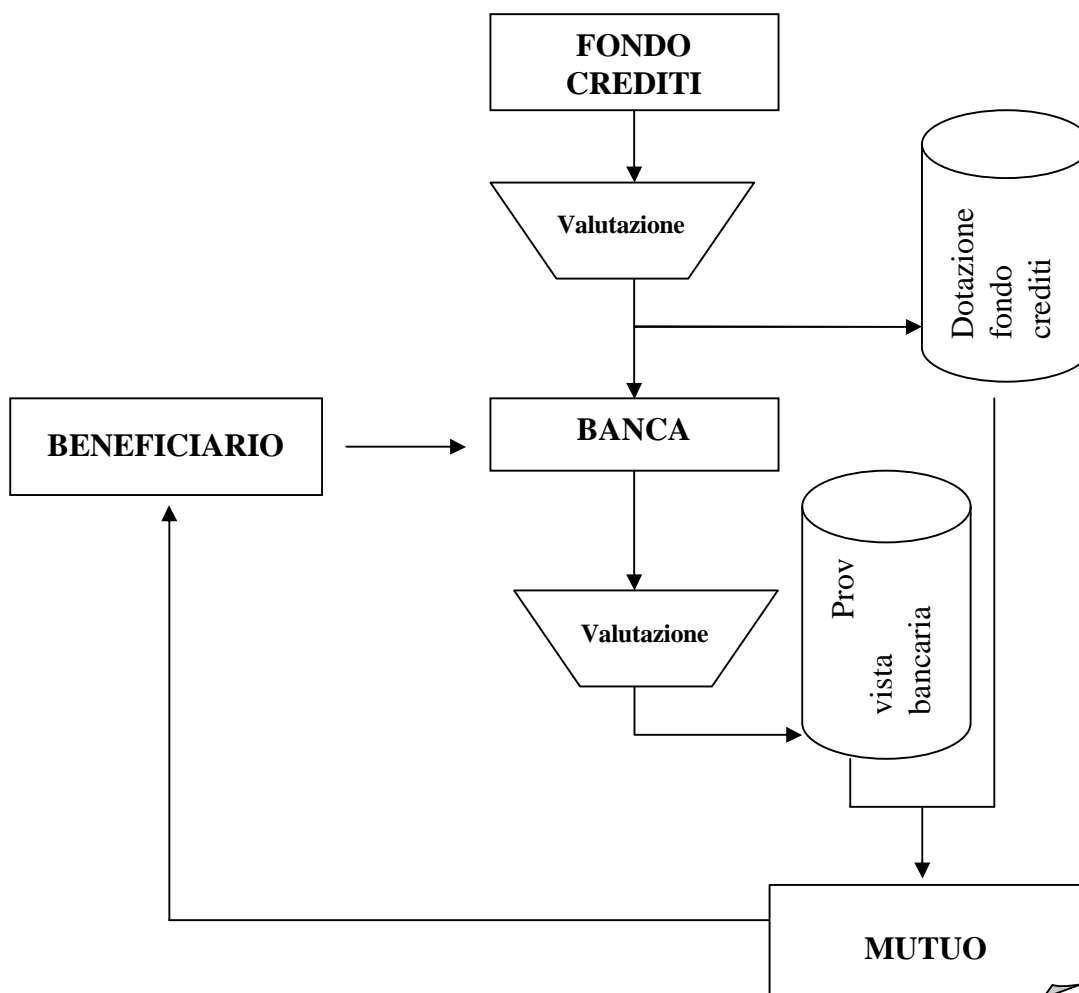 FONDO
CREDITI
Valutazione
Dotazione
fondo
crediti
BENEFICIARIO
BANCA
Valutazione
Prov
vista
bancaria
MUTUO